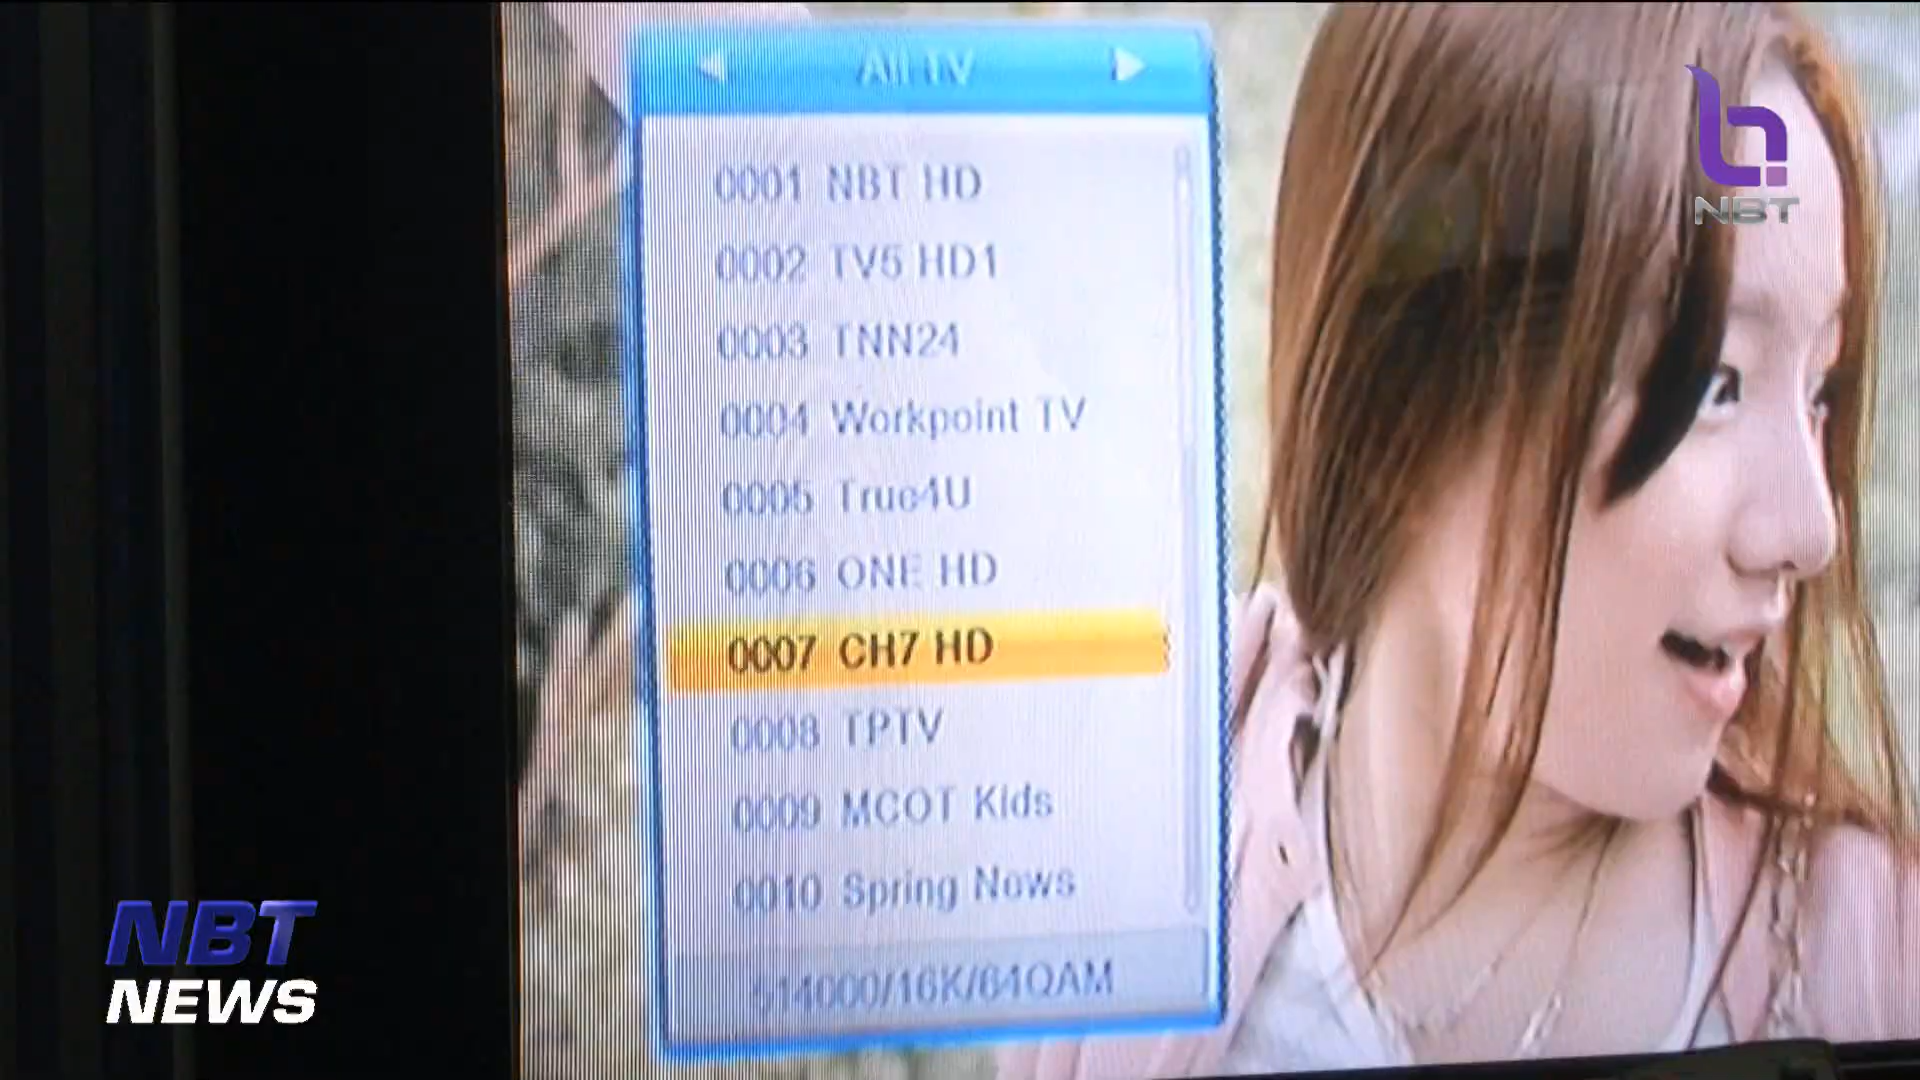 All TV
0001 NBT HD
0002 TV5 HD1
0003 TNN24
0004 Workpoint TV
0005 True4U
0006 ONE HD
0007 CH7 HD
0008 TPTV
0009 MCOT Kids
0010 Spring News
514000/16K/64QAM
NBT
NBT
NEWS